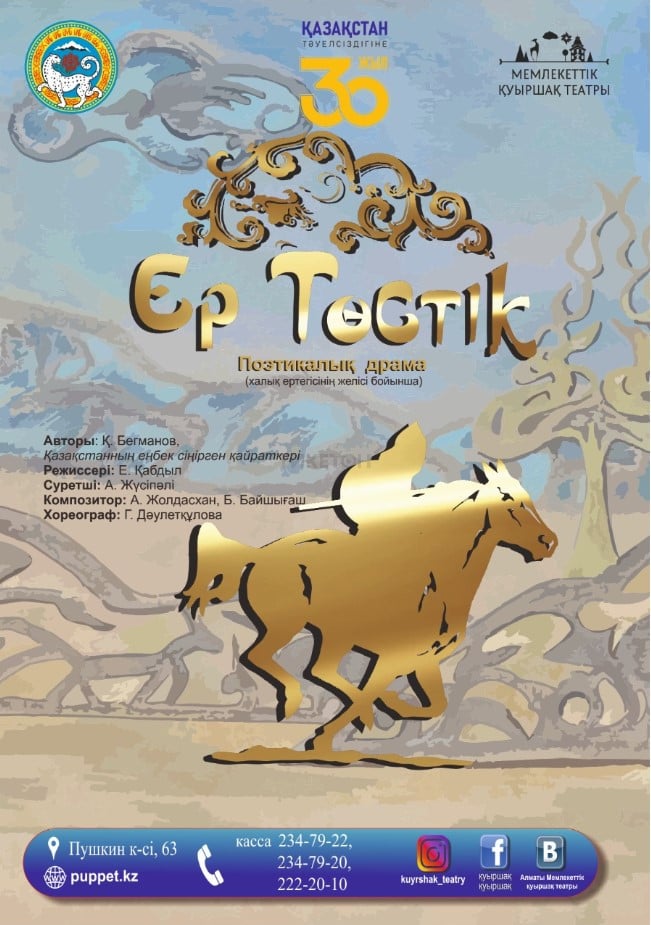 ҚАЗАҚСТАН
ТӘУЕЛСІЗДІГІНЕ
30 ЖЫЛ
МЕМЛЕКЕТТІК
ҚУЫРШАҚ ТЕАТРЫ
Ер Төстік
Поэтикалық драма
(халық ертегісінің желісі бойынша)
Авторы: Қ. Бегманов,
Қазақстанның еңбек сіңірген қайраткері
Режиссері: Е. Қабдыл
Суретші: А. Жүсіпәлі
Композитор: А. Жолдасхан, Б. Байшығаш
Хореограф: Г. Дәулетқұлова
Пушкин к-сі, 63
puppet.kz
касса 234-79-22,
234-79-20,
222-20-10
kuyrshak_teatry
қуыршақ
қуыршақ
Алматы Мемлекеттік
қуыршақ театры